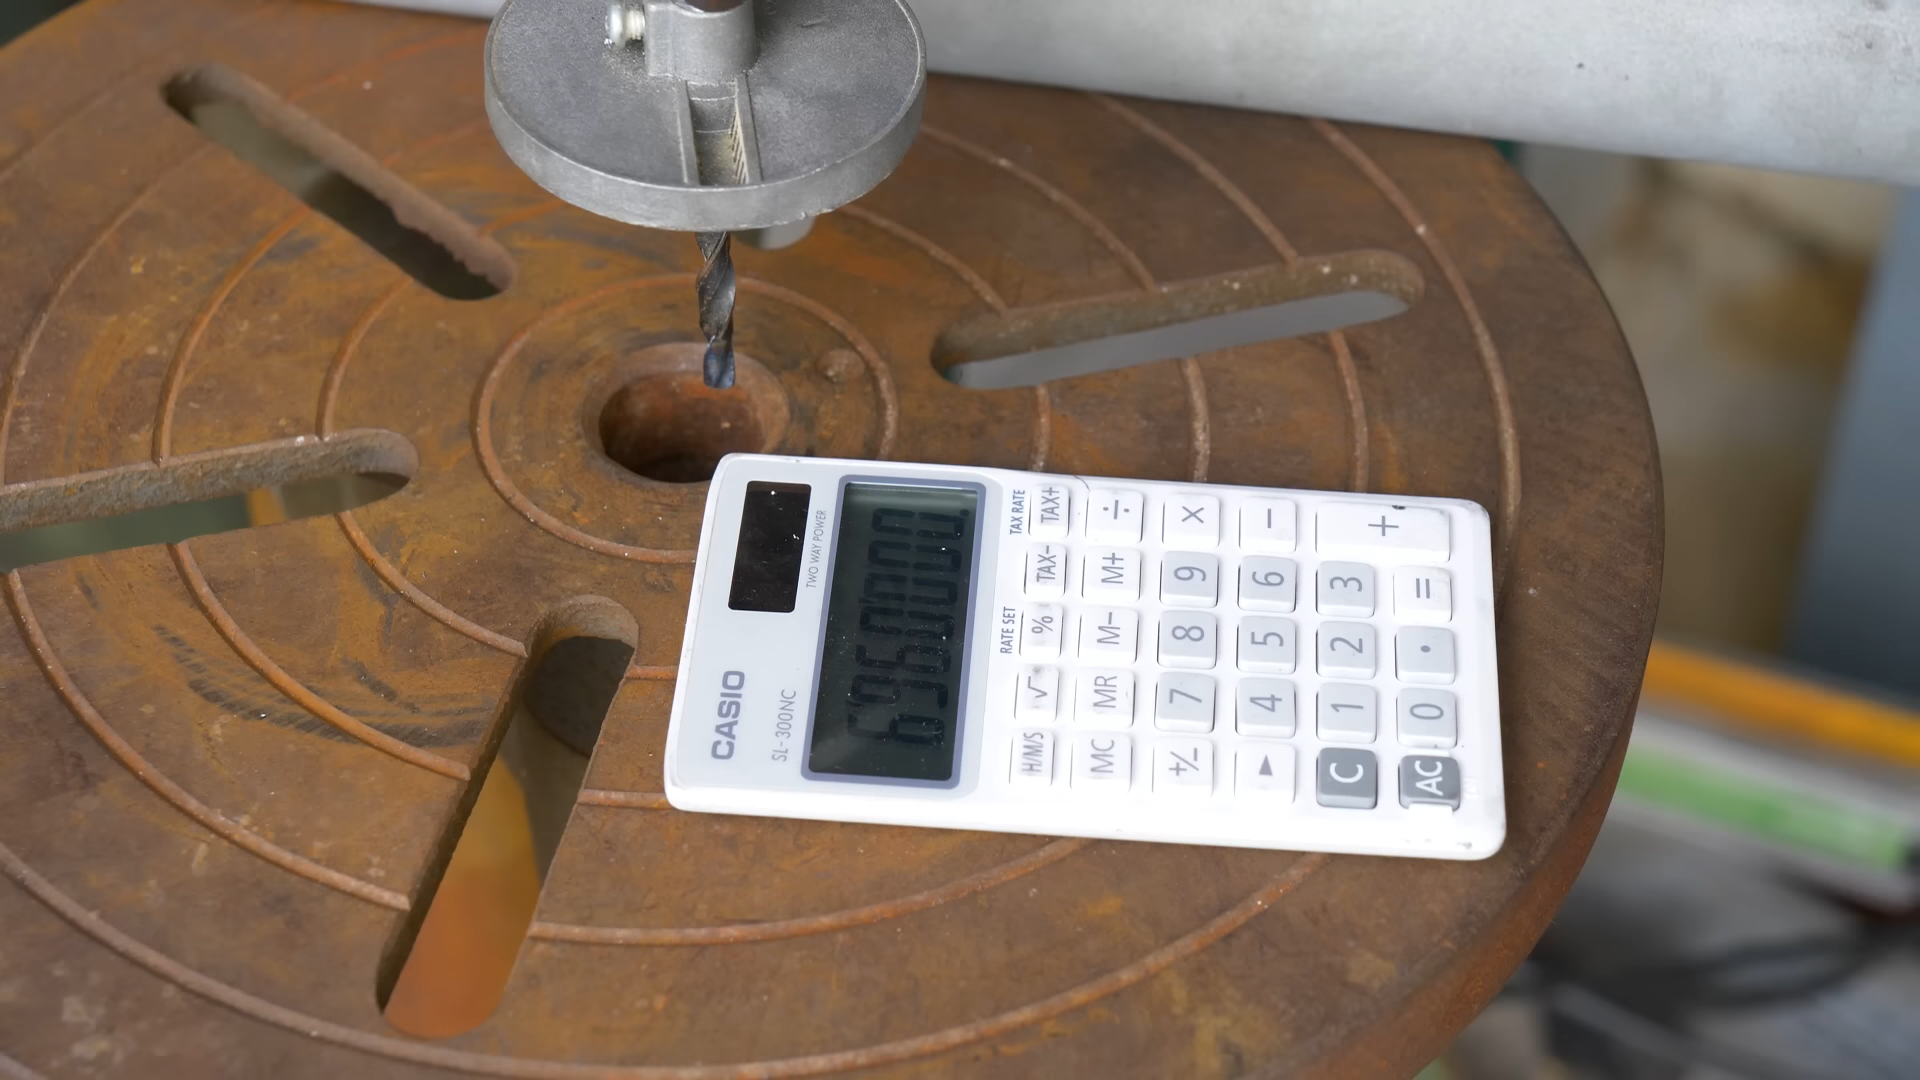 CASIO
SL-300NC
TWO WAY POWER
RATE SET TAX RATE
H/M/S √ % TAX− TAX+
MC MR M− M+ ÷
+/− 7 8 9 ×
▶ 4 5 6 −
C 1 2 3 +
AC 0 · =